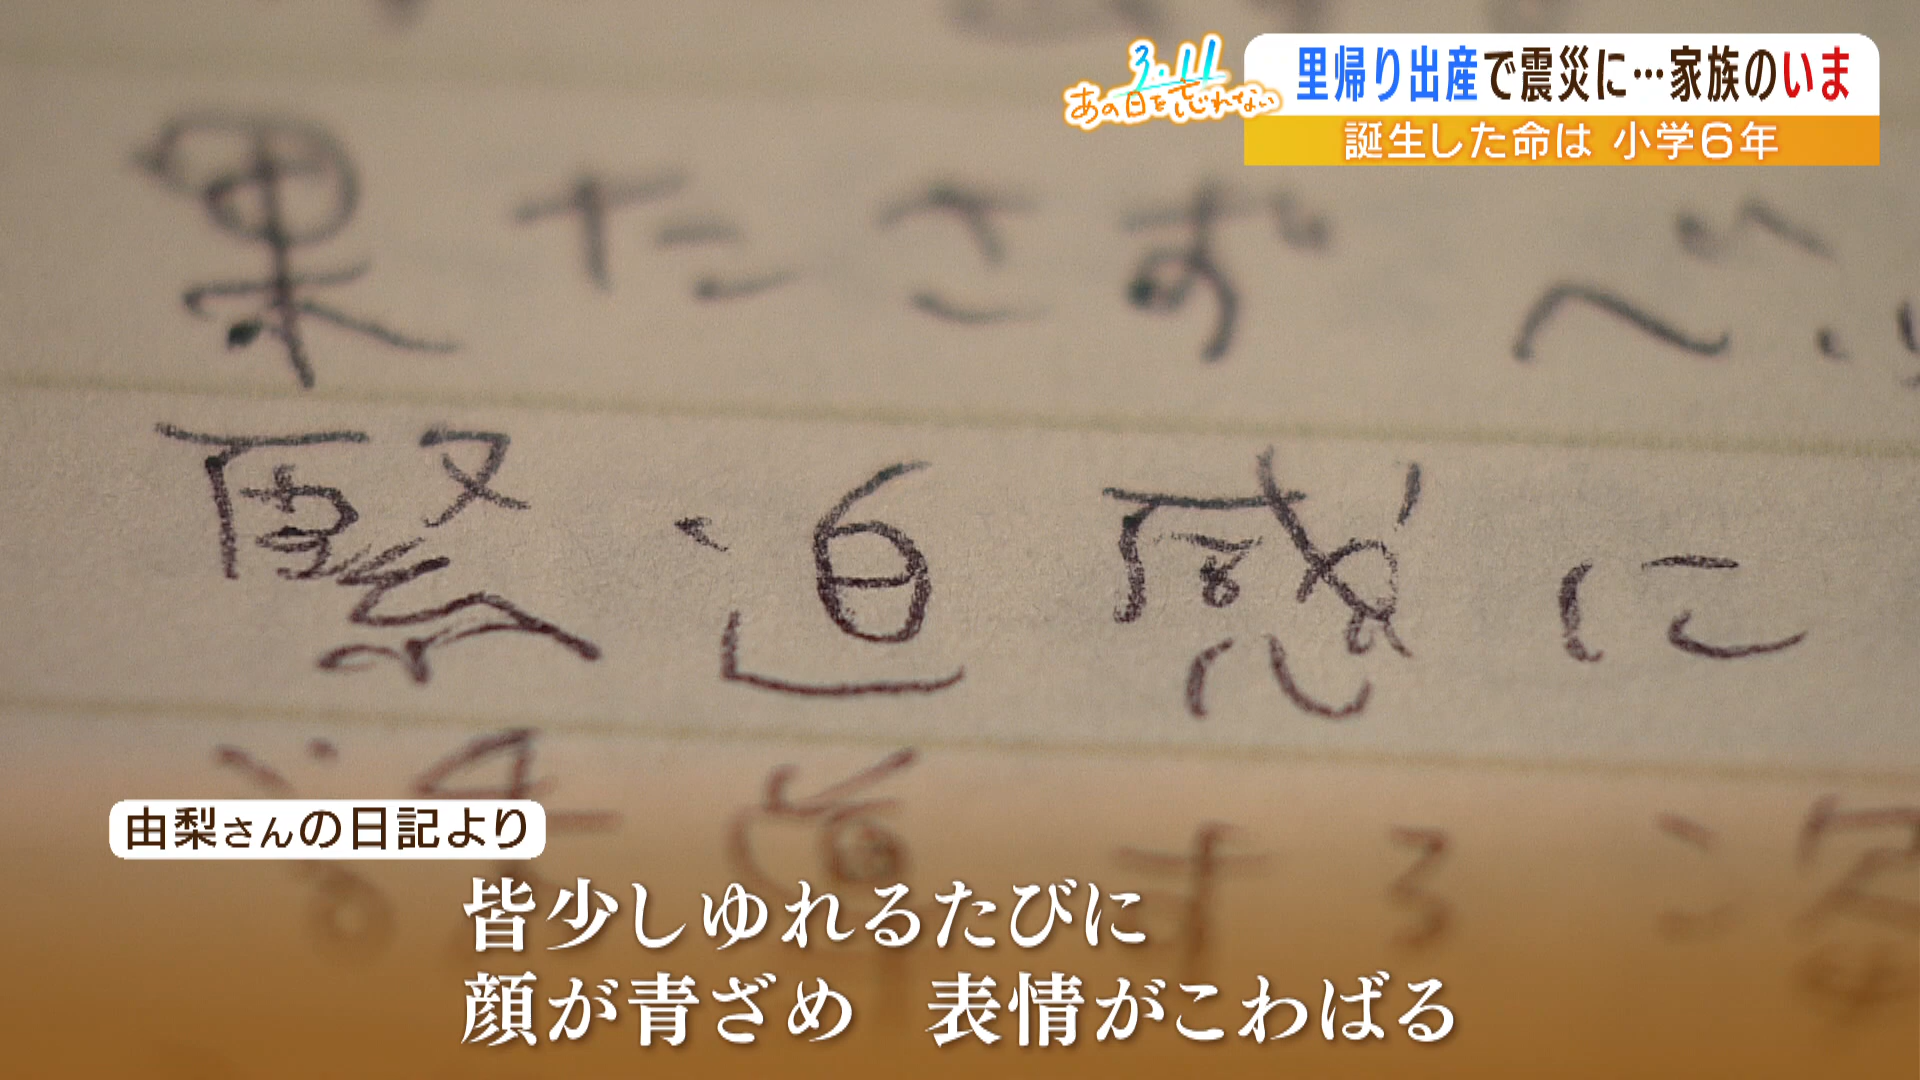 3.11
あの日を忘れない
里帰り出産で震災に…家族のいま
誕生した命は 小学6年
果たさず
緊迫感に
する
由梨さんの日記より
皆少しゆれるたびに
顔が青ざめ 表情がこわばる